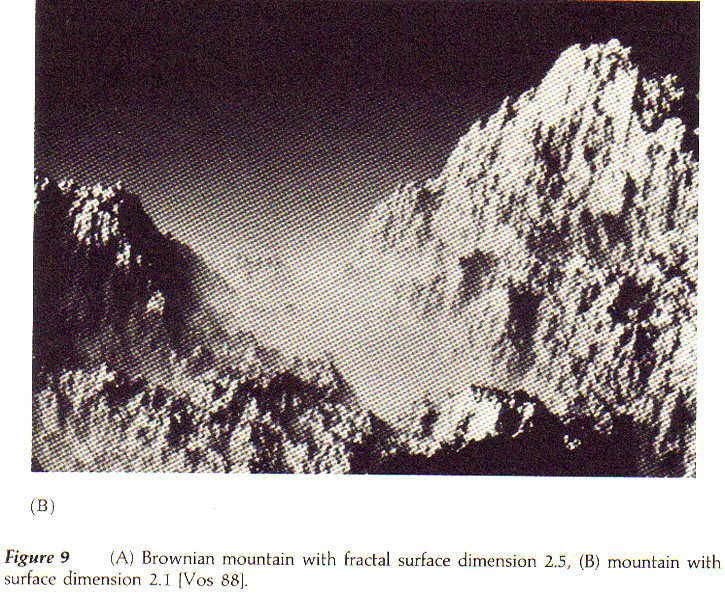 (B)
Figure 9 (A) Brownian mountain with fractal surface dimension 2.5, (B) mountain with
surface dimension 2.1 [Vos 88].